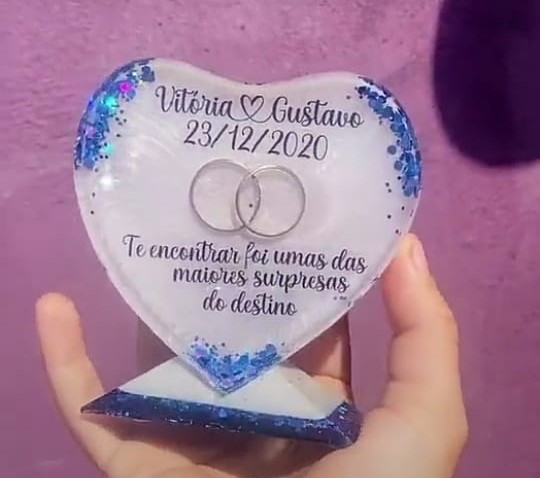 Vitória♡Gustavo
23/12/2020
Te encontrar foi umas das
maiores surpresas
do destino